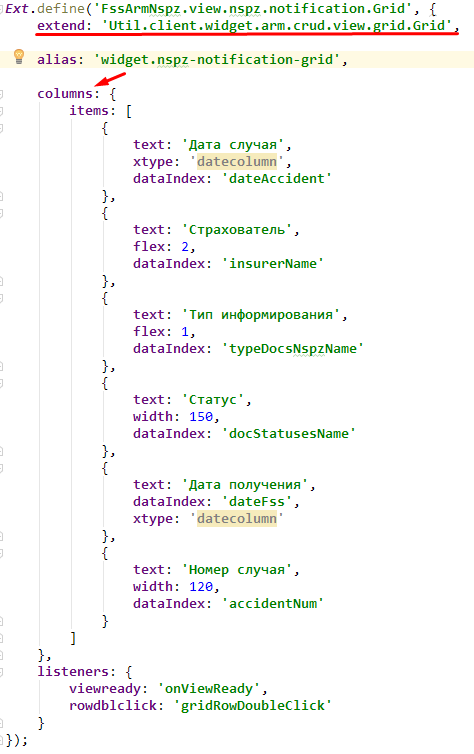 Ext.define('FssArmNspz.view.nspz.notification.Grid', {
    extend: 'Util.client.widget.arm.crud.view.grid.Grid',

    alias: 'widget.nspz-notification-grid',

    columns: {
        items: [
            {
                text: 'Дата случая',
                xtype: 'datecolumn',
                dataIndex: 'dateAccident'
            },
            {
                text: 'Страхователь',
                flex: 2,
                dataIndex: 'insurerName'
            },
            {
                text: 'Тип информирования',
                flex: 1,
                dataIndex: 'typeDocsNspzName'
            },
            {
                text: 'Статус',
                width: 150,
                dataIndex: 'docStatusesName'
            },
            {
                text: 'Дата получения',
                dataIndex: 'dateFss',
                xtype: 'datecolumn'
            },
            {
                text: 'Номер случая',
                width: 120,
                dataIndex: 'accidentNum'
            }
        ]
    },
    listeners: {
        viewready: 'onViewReady',
        rowdblclick: 'gridRowDoubleClick'
    }
});